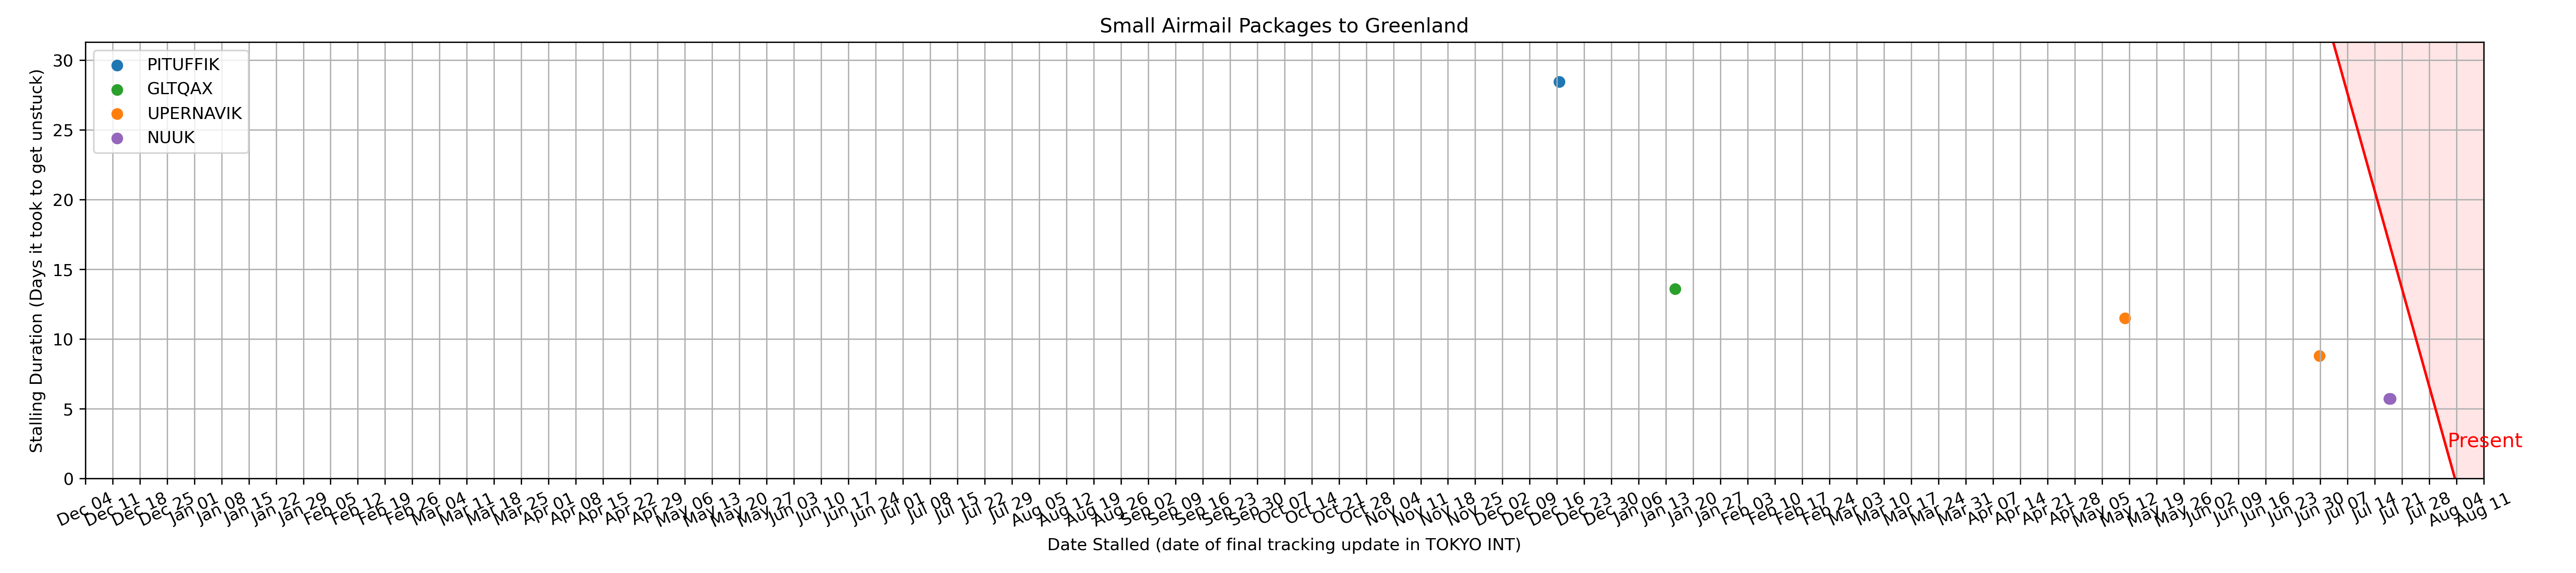 Small Airmail Packages to Greenland
30
25
20
15
10
5
0
PITUFFIK
GLTQAX
UPERNAVIK
NUUK
Present
Stalling Duration (Days it took to get unstuck)
Dec 04
Dec 11
Dec 18
Dec 25
Jan 01
Jan 08
Jan 15
Jan 22
Jan 29
Feb 05
Feb 12
Feb 19
Feb 26
Mar 04
Mar 11
Mar 18
Mar 25
Apr 01
Apr 08
Apr 15
Apr 22
Apr 29
May 06
May 13
May 20
May 27
Jun 03
Jun 10
Jun 17
Jun 24
Jul 01
Jul 08
Jul 15
Jul 22
Jul 29
Aug 05
Aug 12
Aug 19
Aug 26
Sep 02
Sep 09
Sep 16
Sep 23
Sep 30
Oct 07
Oct 14
Oct 21
Oct 28
Nov 04
Nov 11
Nov 18
Nov 25
Dec 02
Dec 09
Dec 16
Dec 23
Dec 30
Jan 06
Jan 13
Jan 20
Jan 27
Feb 03
Feb 10
Feb 17
Feb 24
Mar 03
Mar 10
Mar 17
Mar 24
Mar 31
Apr 07
Apr 14
Apr 21
Apr 28
May 05
May 12
May 19
May 26
Jun 02
Jun 09
Jun 16
Jun 23
Jun 30
Jul 07
Jul 14
Jul 21
Jul 28
Aug 04
Aug 11
Date Stalled (date of final tracking update in TOKYO INT)